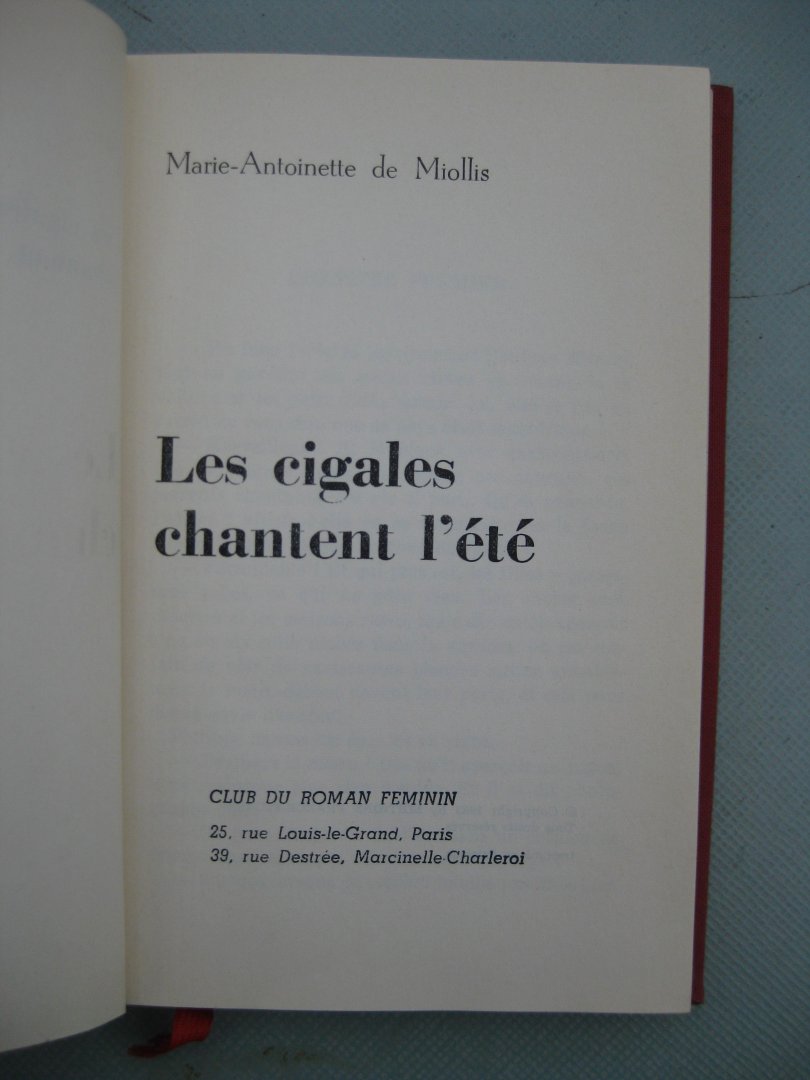 Marie-Antoinette de Miollis
Les cigales
chantent l'été
CLUB DU ROMAN FEMININ
25, rue Louis-le-Grand, Paris
39, rue Destrée, Marcinelle-Charleroi